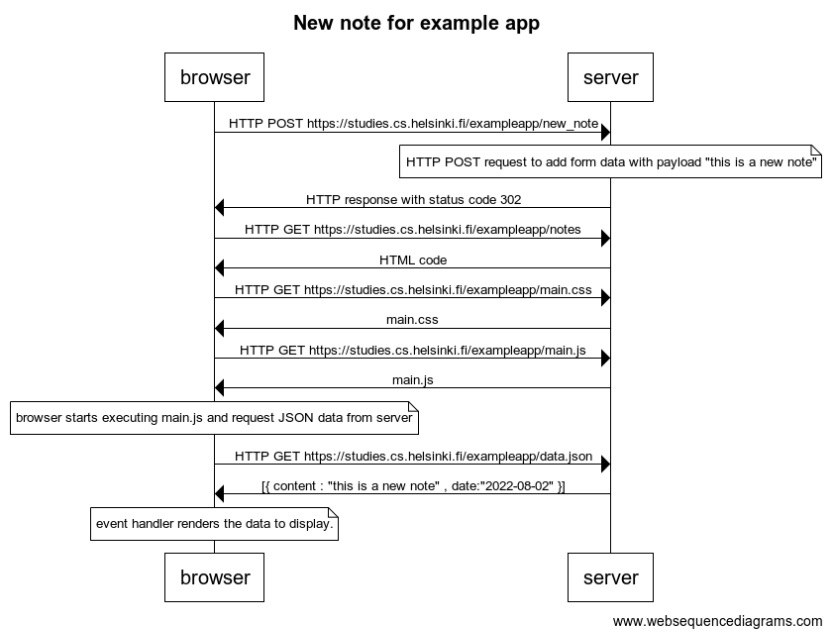 New note for example app
browser
server
HTTP POST https://studies.cs.helsinki.fi/exampleapp/new_note
HTTP POST request to add form data with payload "this is a new note"
HTTP response with status code 302
HTTP GET https://studies.cs.helsinki.fi/exampleapp/notes
HTML code
HTTP GET https://studies.cs.helsinki.fi/exampleapp/main.css
main.css
HTTP GET https://studies.cs.helsinki.fi/exampleapp/main.js
main.js
browser starts executing main.js and request JSON data from server
HTTP GET https://studies.cs.helsinki.fi/exampleapp/data.json
[{ content : "this is a new note" , date:"2022-08-02" }]
event handler renders the data to display.
browser
server
www.websequencediagrams.com